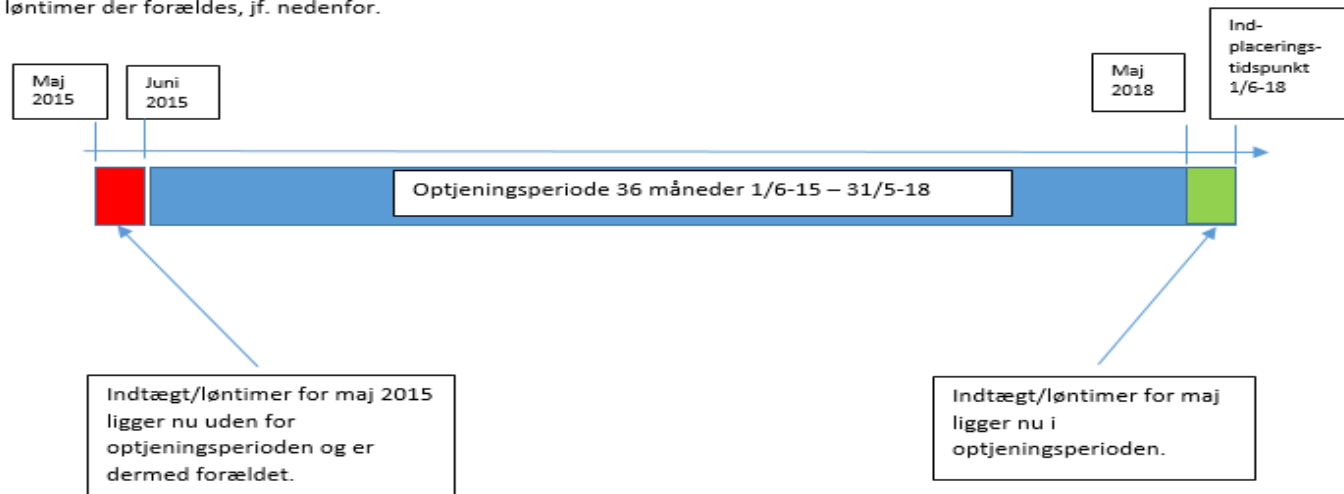 løntimer der forældes, jf. nedenfor.
Maj
2015
Juni
2015
Maj
2018
Ind-
placerings-
tidspunkt
1/6-18
Optjeningsperiode 36 måneder 1/6-15 – 31/5-18
Indtægt/løntimer for maj 2015
ligger nu uden for
optjeningsperioden og er
dermed forældet.
Indtægt/løntimer for maj
ligger nu i
optjeningsperioden.